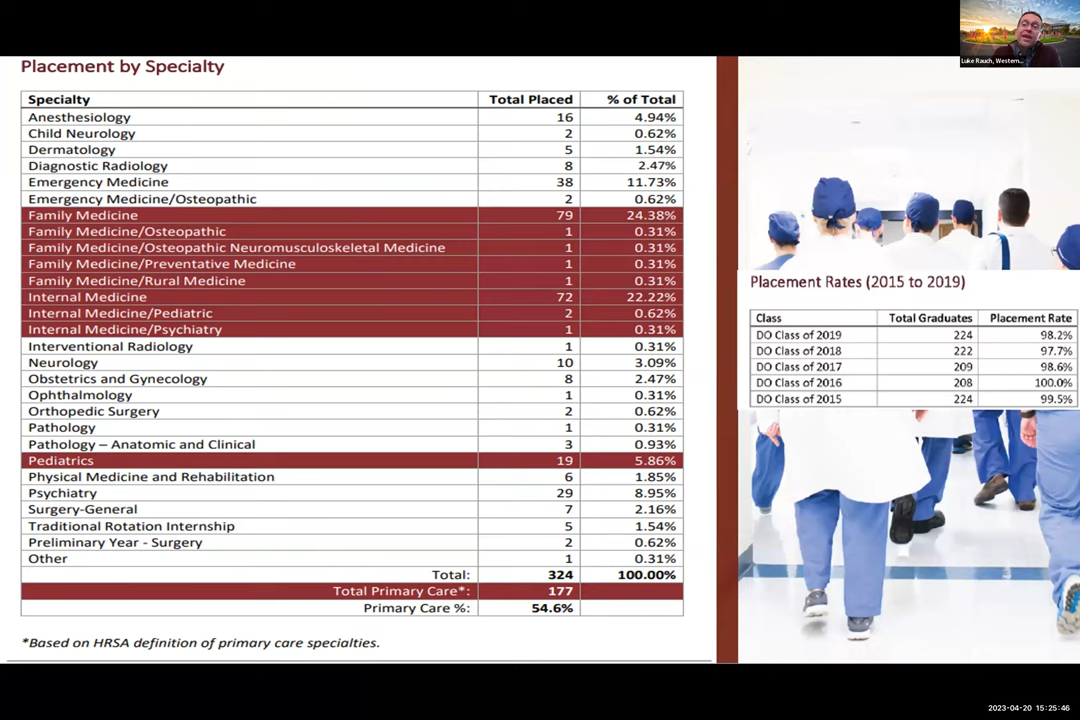 Luke Rauch, Western...
Placement by Specialty
Specialty Total Placed % of Total
Anesthesiology 16 4.94%
Child Neurology 2 0.62%
Dermatology 5 1.54%
Diagnostic Radiology 8 2.47%
Emergency Medicine 38 11.73%
Emergency Medicine/Osteopathic 2 0.62%
Family Medicine 79 24.38%
Family Medicine/Osteopathic 1 0.31%
Family Medicine/Osteopathic Neuromusculoskeletal Medicine 1 0.31%
Family Medicine/Preventative Medicine 1 0.31%
Family Medicine/Rural Medicine 1 0.31%
Internal Medicine 72 22.22%
Internal Medicine/Pediatric 2 0.62%
Internal Medicine/Psychiatry 1 0.31%
Interventional Radiology 1 0.31%
Neurology 10 3.09%
Obstetrics and Gynecology 8 2.47%
Ophthalmology 1 0.31%
Orthopedic Surgery 2 0.62%
Pathology 1 0.31%
Pathology – Anatomic and Clinical 3 0.93%
Pediatrics 19 5.86%
Physical Medicine and Rehabilitation 6 1.85%
Psychiatry 29 8.95%
Surgery-General 7 2.16%
Traditional Rotation Internship 5 1.54%
Preliminary Year - Surgery 2 0.62%
Other 1 0.31%
Total: 324 100.00%
Total Primary Care*: 177
Primary Care %: 54.6%
*Based on HRSA definition of primary care specialties.
Placement Rates (2015 to 2019)
Class Total Graduates Placement Rate
DO Class of 2019 224 98.2%
DO Class of 2018 222 97.7%
DO Class of 2017 209 98.6%
DO Class of 2016 208 100.0%
DO Class of 2015 224 99.5%
2023-04-20 15:25:46